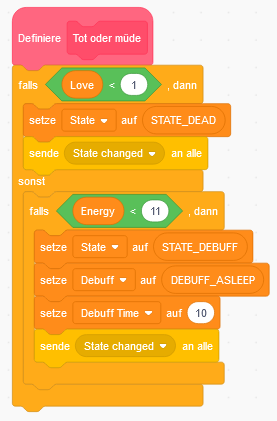 Definiere Tot oder müde
falls Love < 1 , dann
setze State auf STATE_DEAD
sende State changed an alle
sonst
falls Energy < 11 , dann
setze State auf STATE_DEBUFF
setze Debuff auf DEBUFF_ASLEEP
setze Debuff Time auf 10
sende State changed an alle